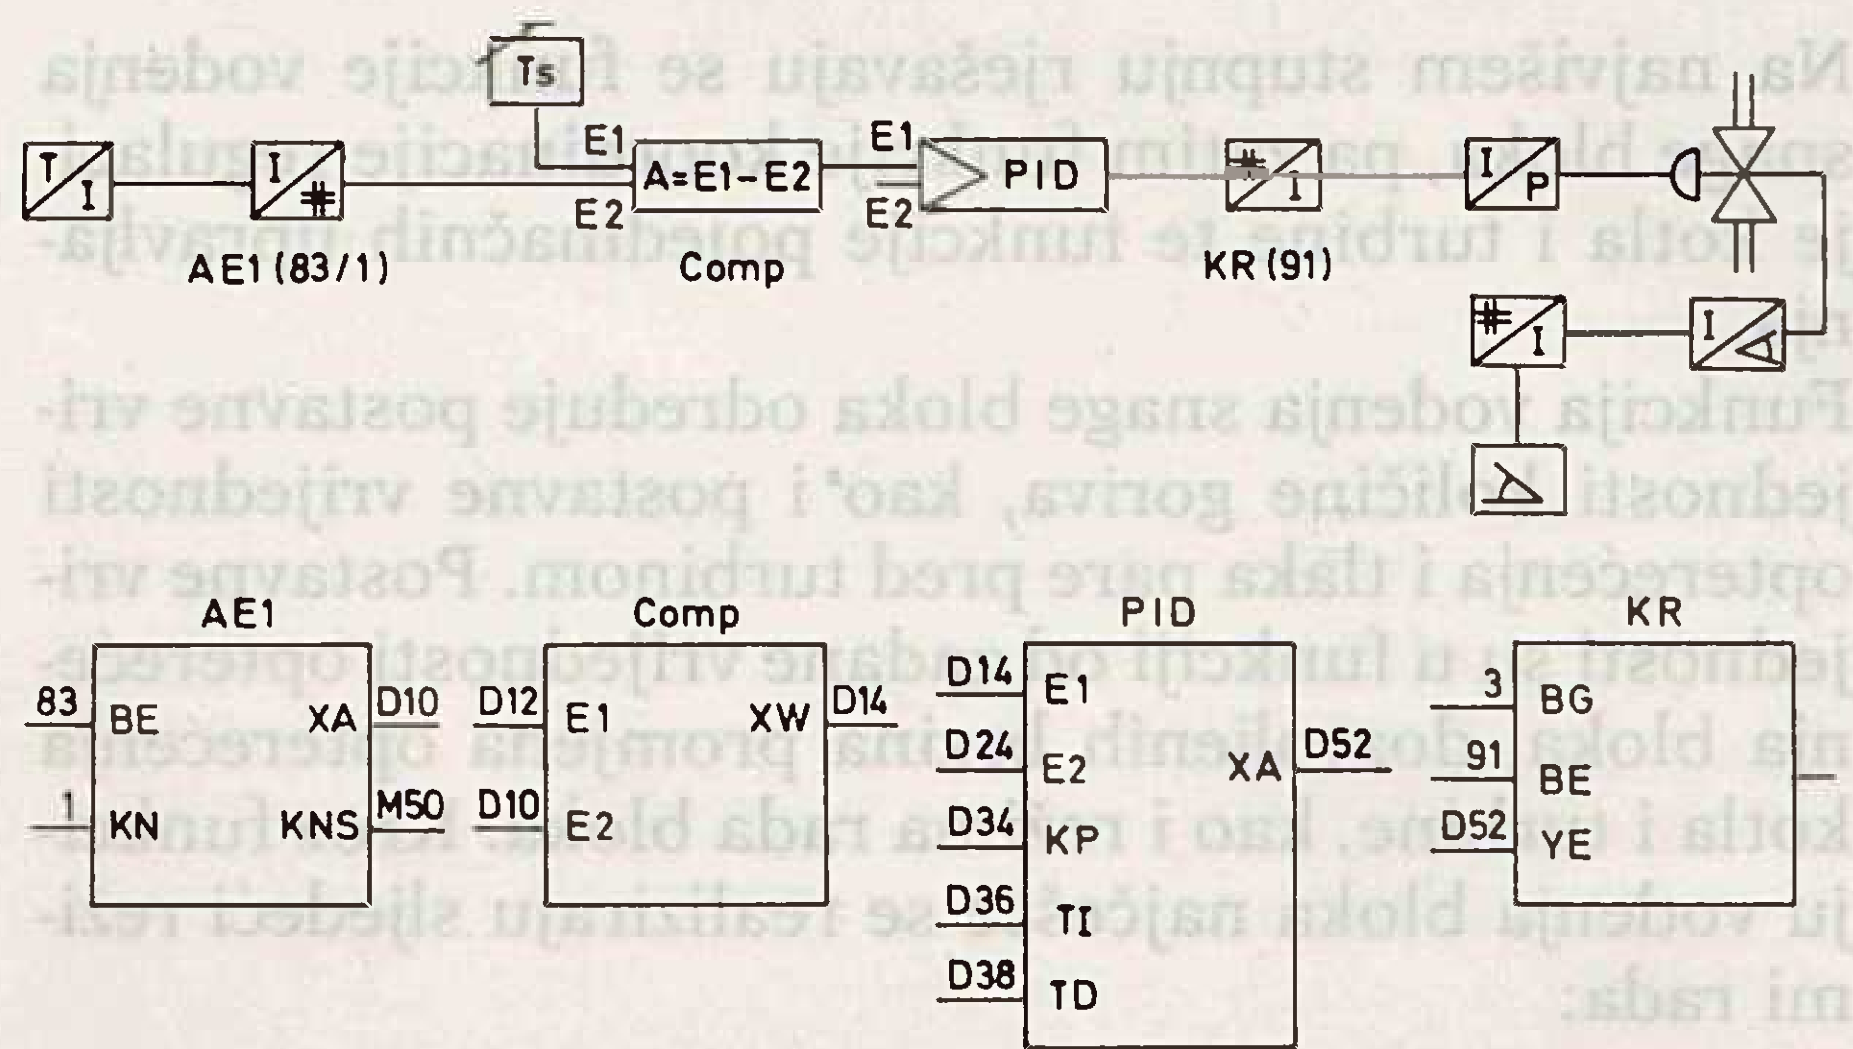 Ts
T I
I #
E1
E2
A=E1-E2
E1
E2
PID
# I
I P
AE1 (83/1)
Comp
KR (91)
# I
I
AE1
83 BE
XA D10
1 KN
KNS M50
Comp
D12 E1
XW D14
D10 E2
PID
D14 E1
D24 E2
XA D52
D34 KP
D36 TI
D38 TD
KR
3 BG
91 BE
D52 YE